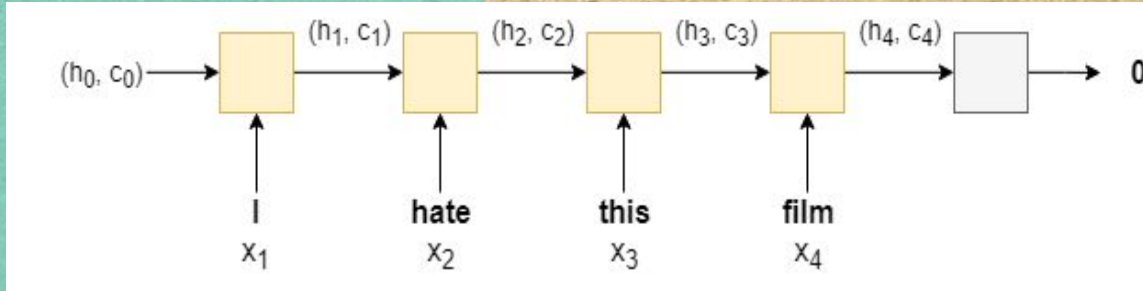 (h₀, c₀) (h₁, c₁) (h₂, c₂) (h₃, c₃) (h₄, c₄) 0
I hate this film
x₁ x₂ x₃ x₄